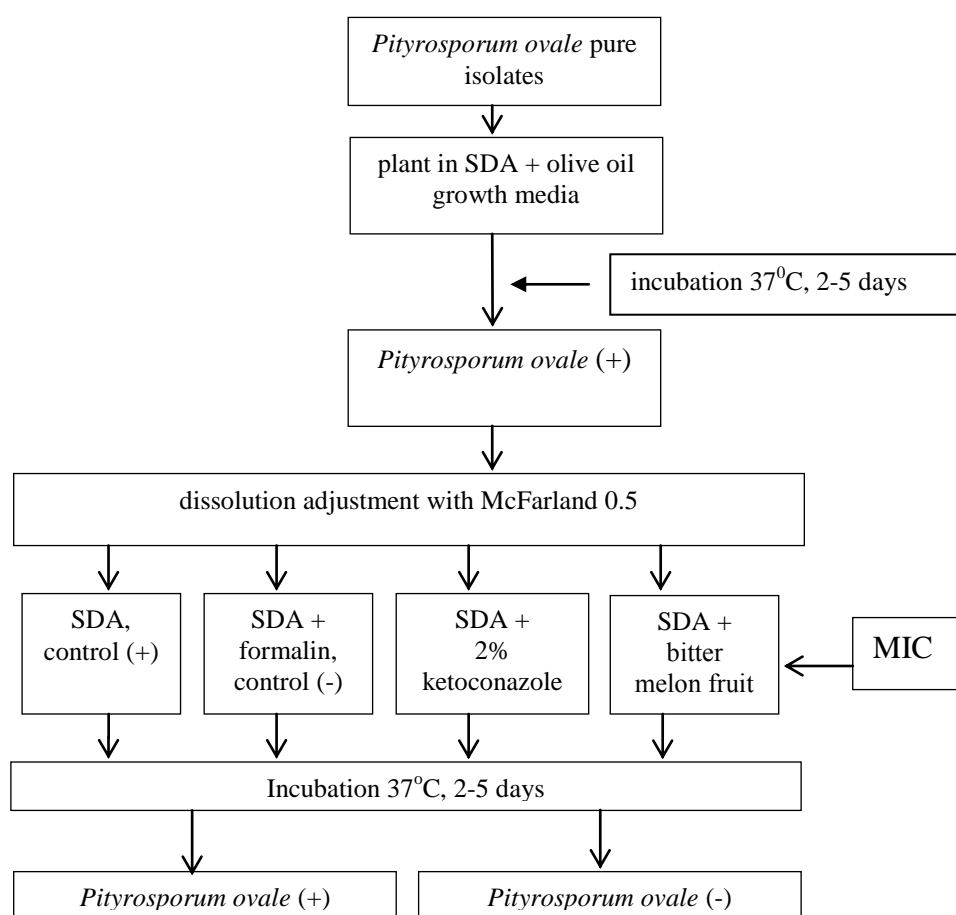 Pityrosporum ovale pure
isolates
plant in SDA + olive oil
growth media
incubation 37⁰C, 2-5 days
Pityrosporum ovale (+)
dissolution adjustment with McFarland 0.5
SDA,
control (+)
SDA +
formalin,
control (-)
SDA +
2%
ketoconazole
SDA +
bitter
melon fruit
MIC
Incubation 37°C, 2-5 days
Pityrosporum ovale (+)
Pityrosporum ovale (-)